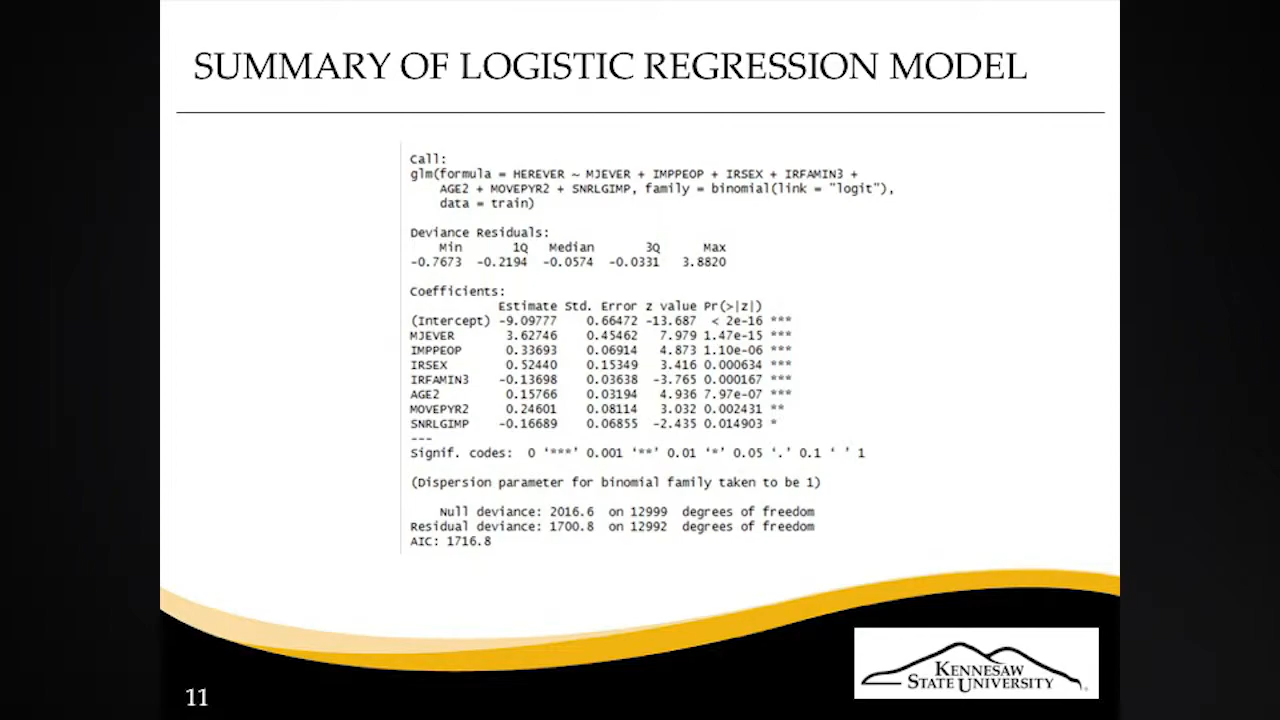 SUMMARY OF LOGISTIC REGRESSION MODEL
Call:
glm(formula = HEREVER ~ MJEVER + IMPPEOP + IRSEX + IRFAMIN3 +
AGE2 + MOVEPYR2 + SNRLGIMP, family = binomial(link = "logit"),
data = train)
Deviance Residuals:
Min 1Q Median 3Q Max
-0.7673 -0.2194 -0.0574 -0.0331 3.8820
Coefficients:
Estimate Std. Error z value Pr(>|z|)
(Intercept) -9.09777 0.66472 -13.687 < 2e-16 ***
MJEVER 3.62746 0.45462 7.979 1.47e-15 ***
IMPPEOP 0.33693 0.06914 4.873 1.10e-06 ***
IRSEX 0.52440 0.15349 3.416 0.000634 ***
IRFAMIN3 -0.13698 0.03638 -3.765 0.000167 ***
AGE2 0.15766 0.03194 4.936 7.97e-07 ***
MOVEPYR2 0.24601 0.08114 3.032 0.002431 **
SNRLGIMP -0.16689 0.06855 -2.435 0.014903 *
---
Signif. codes: 0 ‘***’ 0.001 ‘**’ 0.01 ‘*’ 0.05 ‘.’ 0.1 ‘ ’ 1
(Dispersion parameter for binomial family taken to be 1)
Null deviance: 2016.6 on 12999 degrees of freedom
Residual deviance: 1700.8 on 12992 degrees of freedom
AIC: 1716.8
KENNESAW
STATE UNIVERSITY
11